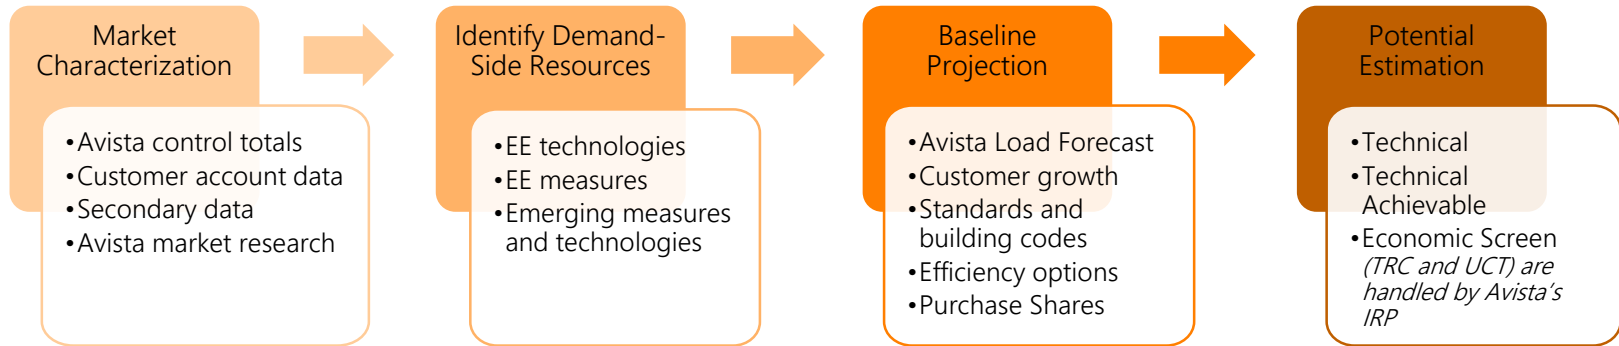 Market
Characterization
•Avista control totals
•Customer account data
•Secondary data
•Avista market research
Identify Demand-
Side Resources
•EE technologies
•EE measures
•Emerging measures
and technologies
Baseline
Projection
•Avista Load Forecast
•Customer growth
•Standards and
building codes
•Efficiency options
•Purchase Shares
Potential
Estimation
•Technical
•Technical
Achievable
•Economic Screen
(TRC and UCT) are
handled by Avista's
IRP